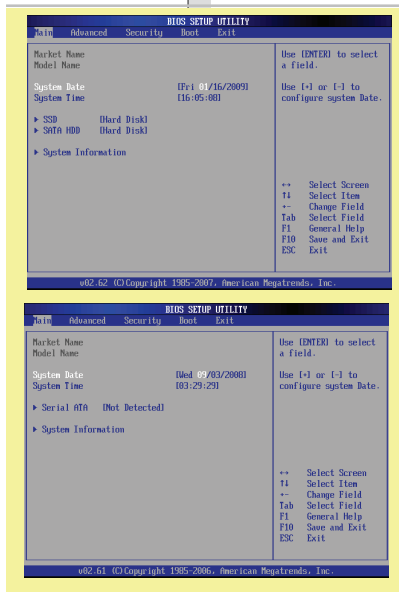 BIOS SETUP UTILITY
Main Advanced Security Boot Exit
Market Name
Model Name
System Date [Fri 01/16/2009]
System Time [16:05:08]
▶ SSD [Hard Disk]
▶ SATA HDD [Hard Disk]
▶ System Information
Use [ENTER] to select
a field.
Use [+] or [-] to
configure system Date.
↔ Select Screen
↑↓ Select Item
+- Change Field
Tab Select Field
F1 General Help
F10 Save and Exit
ESC Exit
v02.62 (C)Copyright 1985-2007, American Megatrends, Inc.
BIOS SETUP UTILITY
Main Advanced Security Boot Exit
Market Name
Model Name
System Date [Wed 09/03/2008]
System Time [03:29:29]
▶ Serial ATA [Not Detected]
▶ System Information
Use [ENTER] to select
a field.
Use [+] or [-] to
configure system Date.
↔ Select Screen
↑↓ Select Item
+- Change Field
Tab Select Field
F1 General Help
F10 Save and Exit
ESC Exit
v02.61 (C)Copyright 1985-2006, American Megatrends, Inc.